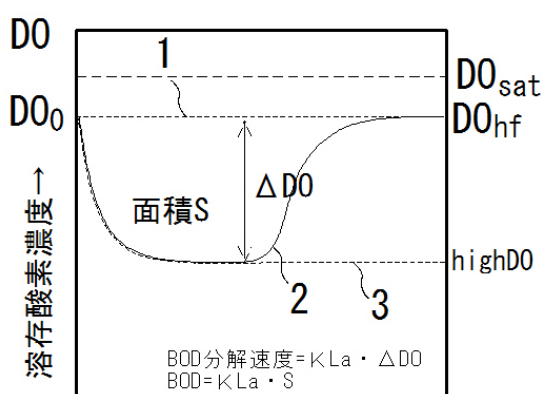 DO
1
DOsat
DO0
DOhf
ΔDO
面積S
溶存酸素濃度→
highDO
2
3
BOD分解速度=KLa・ΔDO
BOD=KLa・S